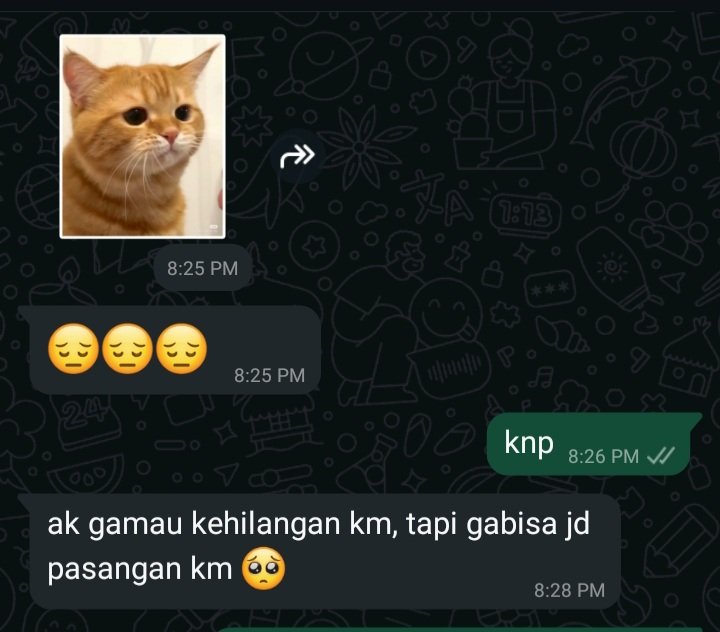 8:25 PM
😔😔😔
8:25 PM
knp
8:26 PM
ak gamau kehilangan km, tapi gabisa jd
pasangan km 🥺
8:28 PM